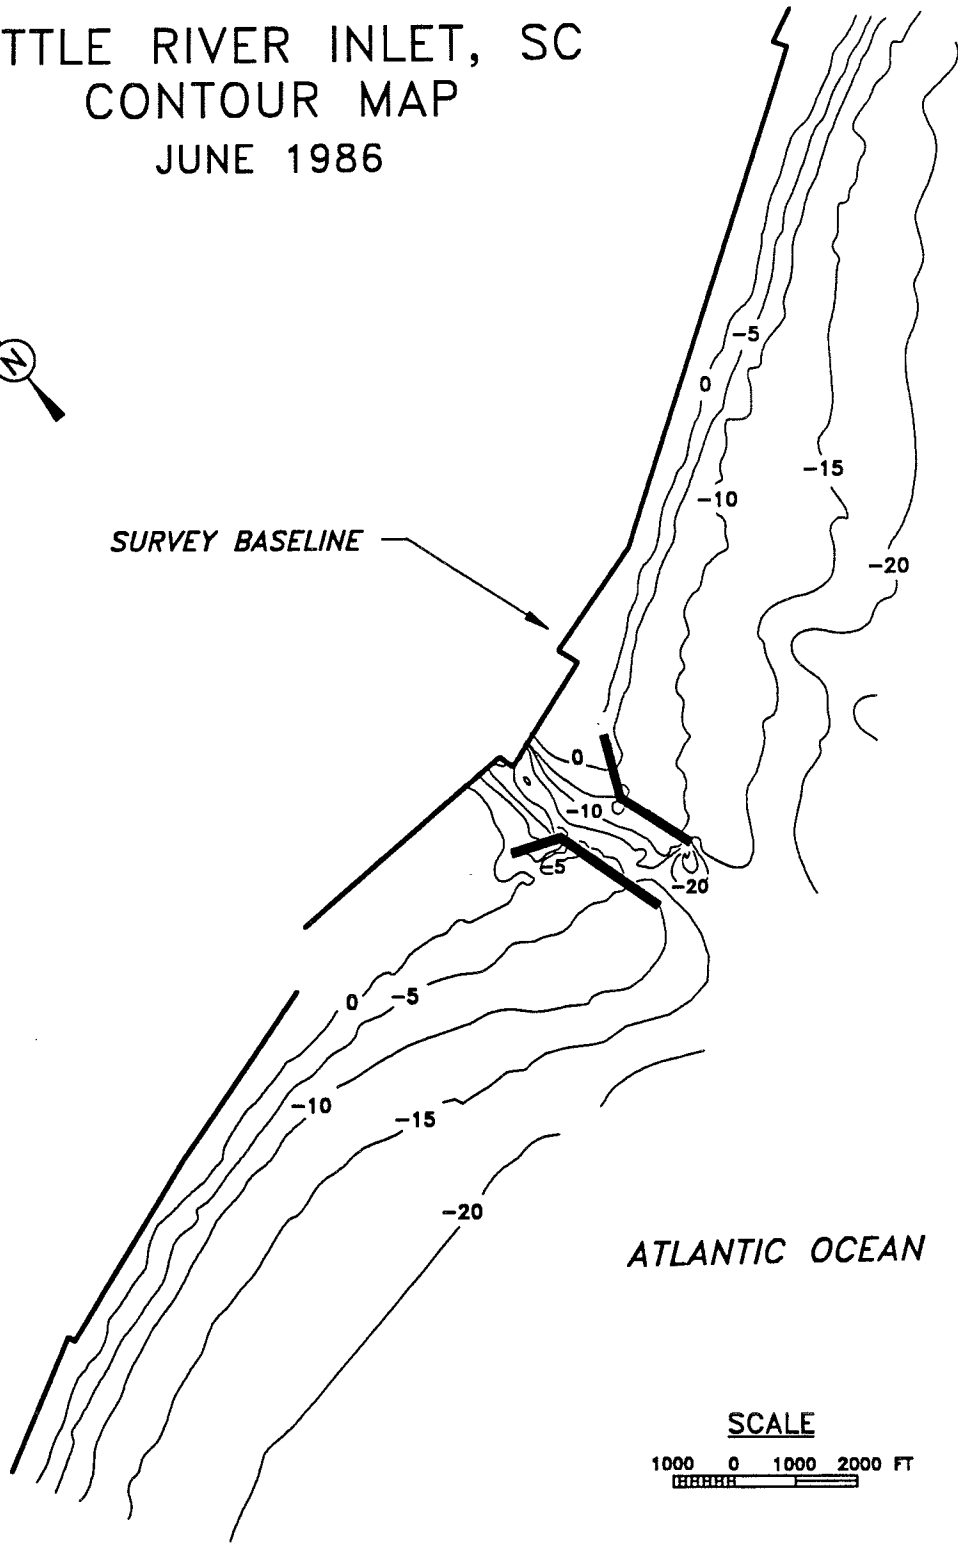 TTLE RIVER INLET, SC
CONTOUR MAP
JUNE 1986
N
-5
0
-15
-10
SURVEY BASELINE
-20
0
-10
-5
-20
0
-5
-10
-15
-20
ATLANTIC OCEAN
SCALE
1000 0 1000 2000 FT